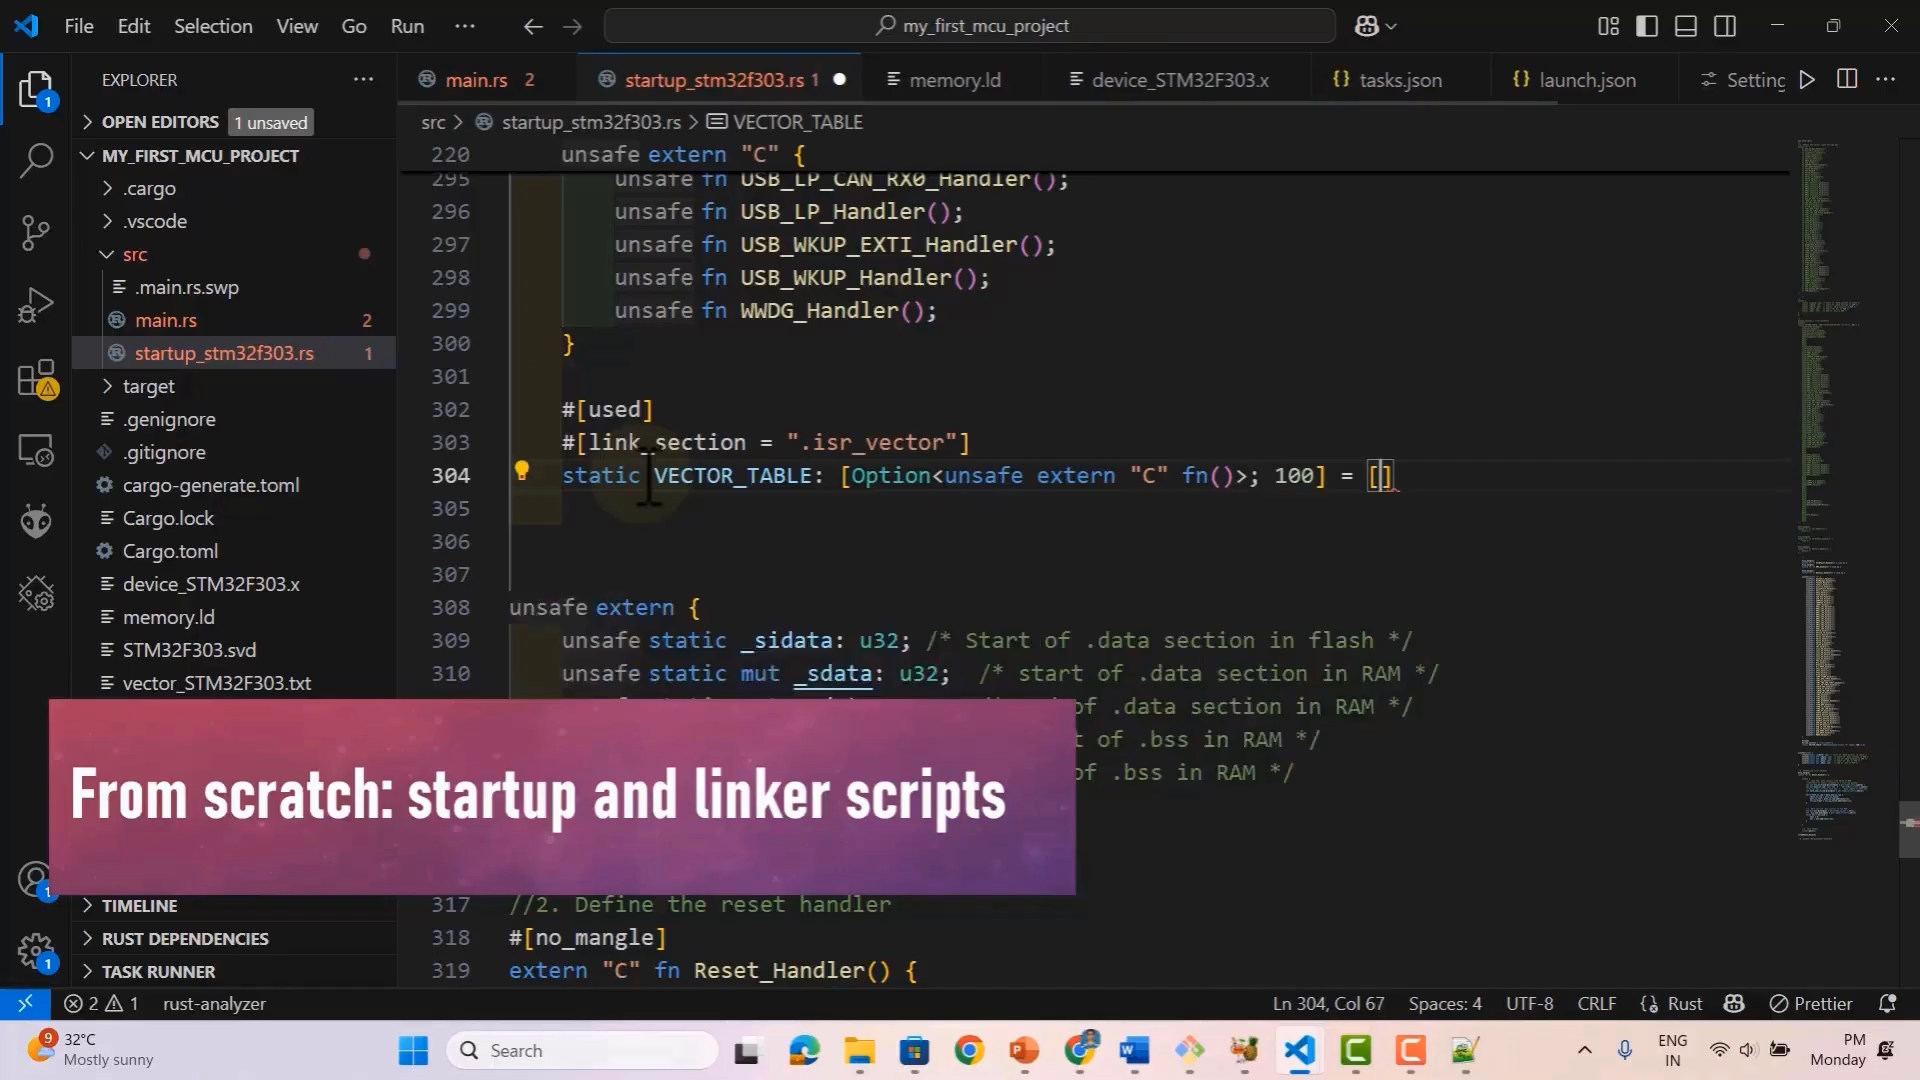 File Edit Selection View Go Run ··· my_first_mcu_project
EXPLORER ···
OPEN EDITORS 1 unsaved
MY_FIRST_MCU_PROJECT
.cargo
.vscode
src
.main.rs.swp
main.rs 2
startup_stm32f303.rs 1
target
.genignore
.gitignore
cargo-generate.toml
Cargo.lock
Cargo.toml
device_STM32F303.x
memory.ld
STM32F303.svd
vector_STM32F303.txt
TIMELINE
RUST DEPENDENCIES
TASK RUNNER
main.rs 2 startup_stm32f303.rs 1 memory.ld device_STM32F303.x tasks.json launch.json Setting
src > startup_stm32f303.rs > VECTOR_TABLE
220 unsafe extern "C" {
295 unsafe fn USB_LP_CAN_RX0_Handler();
296 unsafe fn USB_LP_Handler();
297 unsafe fn USB_WKUP_EXTI_Handler();
298 unsafe fn USB_WKUP_Handler();
299 unsafe fn WWDG_Handler();
300 }
301
302 #[used]
303 #[link_section = ".isr_vector"]
304 static VECTOR_TABLE: [Option<unsafe extern "C" fn()>; 100] = []
305
306
307
308 unsafe extern {
309 unsafe static _sidata: u32; /* Start of .data section in flash */
310 unsafe static mut _sdata: u32; /* start of .data section in RAM */
of .data section in RAM */
of .bss in RAM */
of .bss in RAM */
From scratch: startup and linker scripts
317 //2. Define the reset handler
318 #[no_mangle]
319 extern "C" fn Reset_Handler() {
2 1 rust-analyzer Ln 304, Col 67 Spaces: 4 UTF-8 CRLF Rust Prettier
9 32°C
Mostly sunny
Search
ENG
IN
PM
Monday